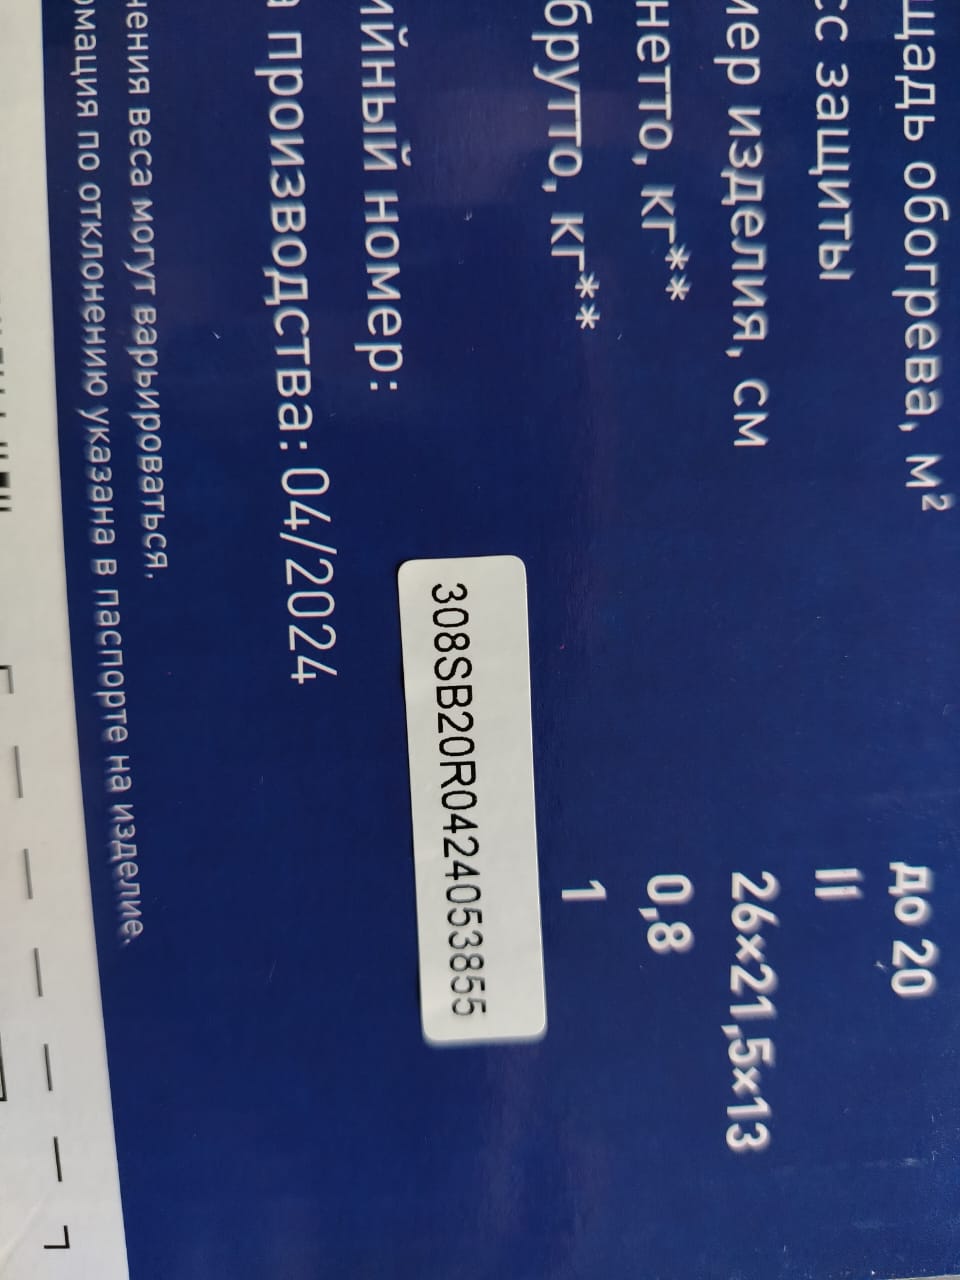 щадь обогрева, м² до 20
сс защиты II
мер изделия, см 26×21,5×13
нетто, кг** 0,8
брутто, кг** 1
ийный номер: 308SB20R0424053855
а производства: 04/2024
нения веса могут варьироваться.
рмация по отклонению указана в паспорте на изделие.